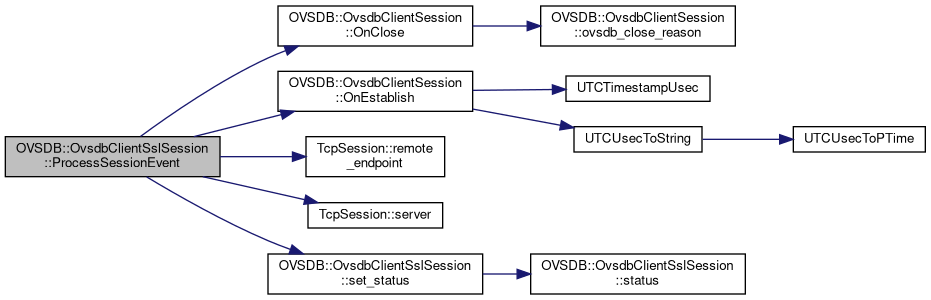 OVSDB::OvsdbClientSslSession
::ProcessSessionEvent
OVSDB::OvsdbClientSession
::OnClose
OVSDB::OvsdbClientSession
::ovsdb_close_reason
OVSDB::OvsdbClientSession
::OnEstablish
UTCTimestampUsec
UTCUsecToString
UTCUsecToPTime
TcpSession::remote
_endpoint
TcpSession::server
OVSDB::OvsdbClientSslSession
::set_status
OVSDB::OvsdbClientSslSession
::status